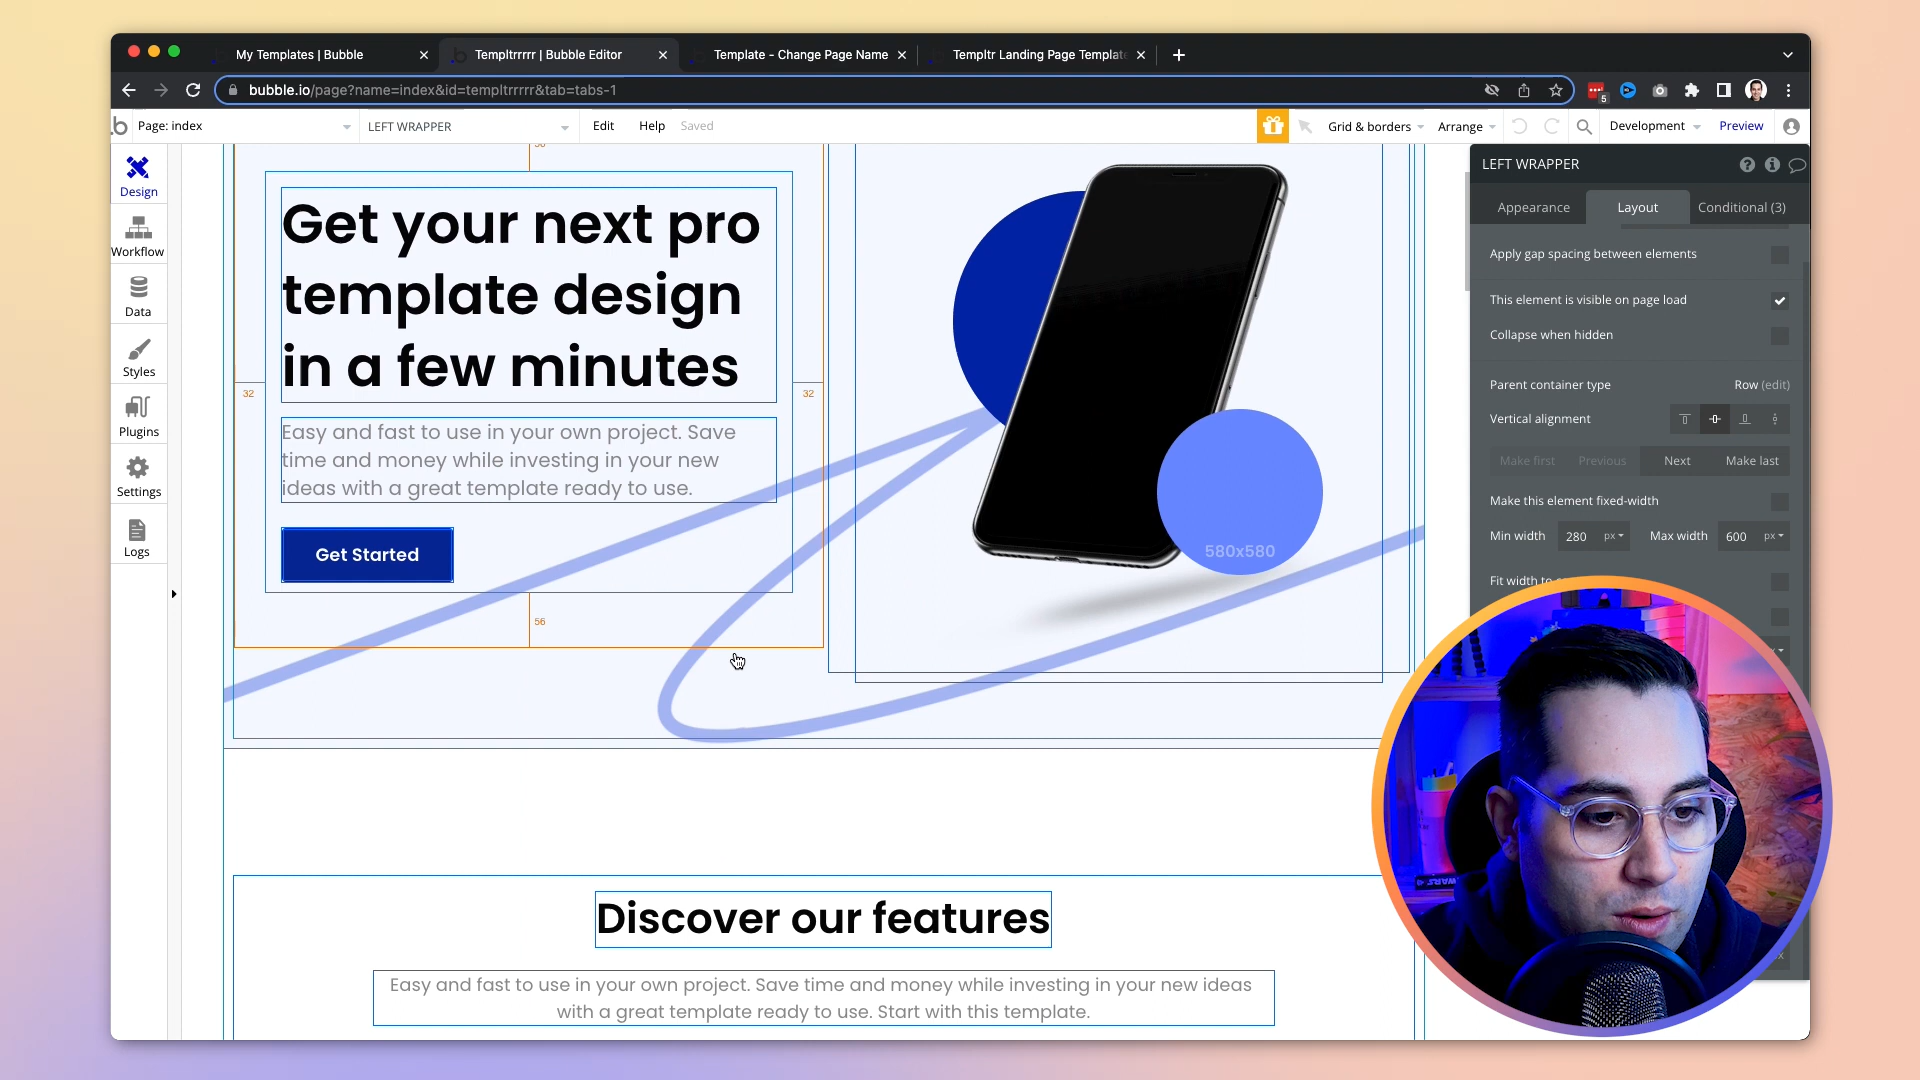 My Templates | Bubble
Templtrrrrr | Bubble Editor
Template - Change Page Name
Templtr Landing Page Template
bubble.io/page?name=index&id=templtrrrrr&tab=tabs-1
5
Page: index
LEFT WRAPPER
Edit
Help
Saved
Grid & borders
Arrange
Development
Preview
Design
Workflow
Data
Styles
Plugins
Settings
Logs
Get your next pro
template design
in a few minutes
32
32
Easy and fast to use in your own project. Save
time and money while investing in your new
ideas with a great template ready to use.
Get Started
56
580x580
Discover our features
Easy and fast to use in your own project. Save time and money while investing in your new ideas
with a great template ready to use. Start with this template.
LEFT WRAPPER
Appearance
Layout
Conditional (3)
Apply gap spacing between elements
This element is visible on page load
Collapse when hidden
Parent container type
Row (edit)
Vertical alignment
Make first
Previous
Next
Make last
Make this element fixed-width
Min width
280
px
Max width
600
px
Fit width to